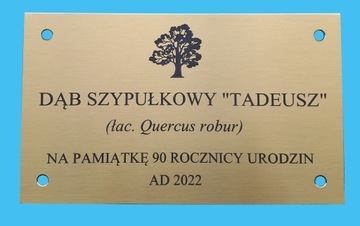 DĄB SZYPUŁKOWY "TADEUSZ"
(łac. Quercus robur)
NA PAMIĄTKĘ 90 ROCZNICY URODZIN
AD 2022